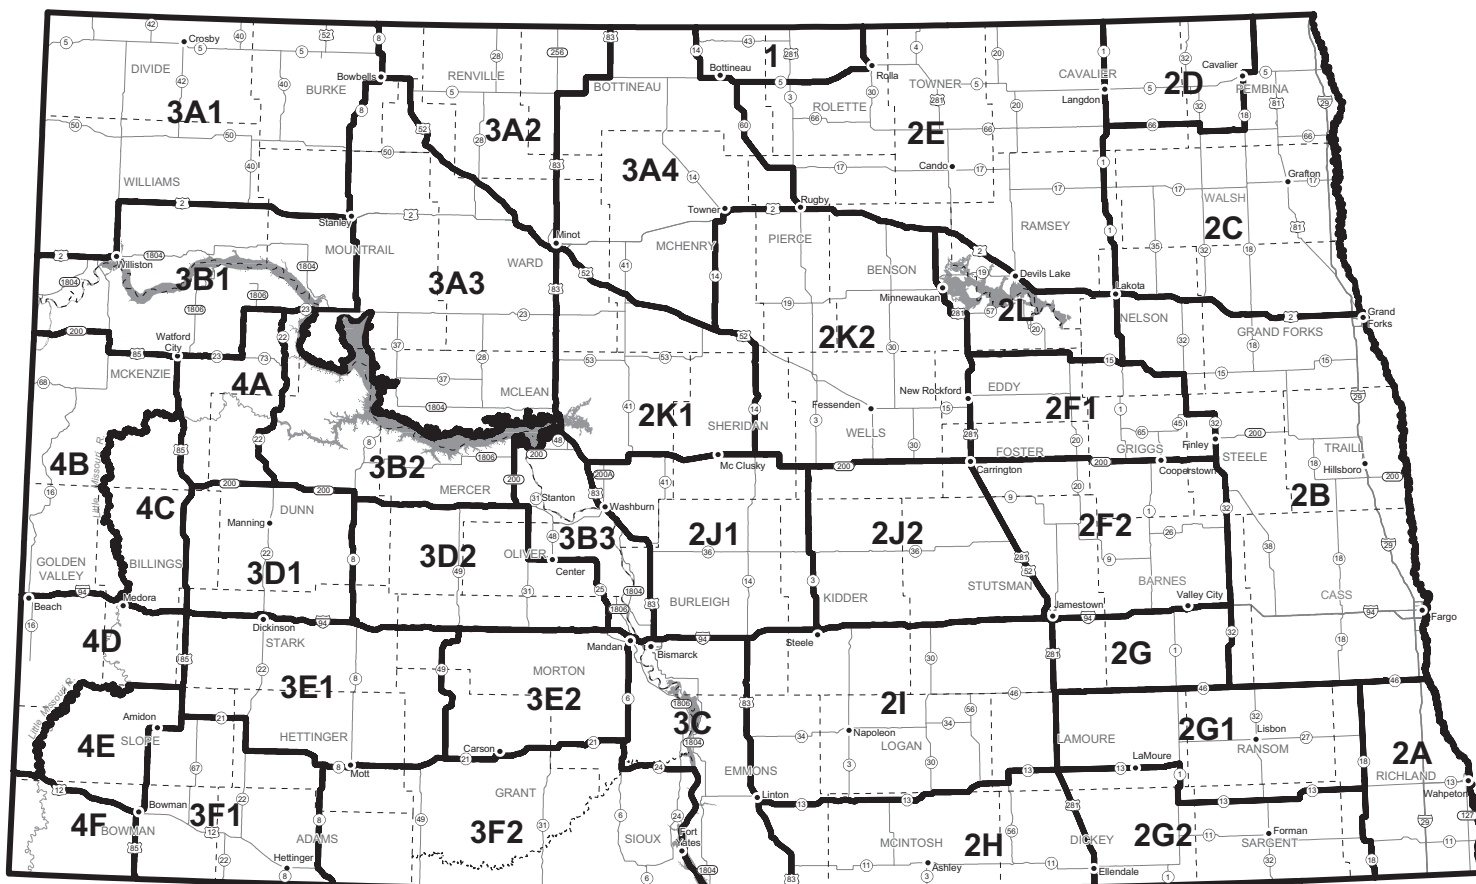 Crosby
DIVIDE
BURKE
Bowbells
RENVILLE
BOTTINEAU
Bottineau
1
Rolla
ROLETTE
TOWNER
CAVALIER
Langdon
Cavalier
2D
PEMBINA
3A1
3A2
3A4
2E
Cando
WILLIAMS
Stanley
Towner
Rugby
Grafton
WALSH
2C
RAMSEY
Minot
WARD
MOUNTRAIL
MCHENRY
PIERCE
BENSON
Williston
3B1
3A3
Devils Lake
Minnewaukan
2L
Lakota
NELSON
GRAND FORKS
Grand
Forks
Watford
City
MCKENZIE
4A
2K2
MCLEAN
New Rockford
EDDY
2F1
2K1
SHERIDAN
Fessenden
WELLS
FOSTER
GRIGGS
Finley
STEELE
TRAILL
Hillsboro
4B
3B2
Mc Clusky
Carrington
Cooperstown
Little Missouri R.
4C
MERCER
Stanton
Washburn
2B
Manning
DUNN
3B3
2J1
2J2
2F2
GOLDEN
VALLEY
BILLINGS
3D1
3D2
OLIVER
Center
STUTSMAN
BARNES
CASS
Beach
Medora
BURLEIGH
KIDDER
Jamestown
Valley City
Fargo
Dickinson
STARK
Mandan
Bismarck
Steele
4D
MORTON
2G
3E1
3E2
3C
2I
Little Missouri R.
Amidon
SLOPE
4E
HETTINGER
Carson
Napoleon
LOGAN
LAMOURE
2G1
Lisbon
RANSOM
2A
RICHLAND
Mott
EMMONS
LaMoure
Wahpeton
GRANT
Linton
Bowman
4F
BOWMAN
3F1
ADAMS
3F2
SIOUX
Fort
Yates
MCINTOSH
2H
DICKEY
2G2
Forman
SARGENT
Hettinger
Ashley
Ellendale